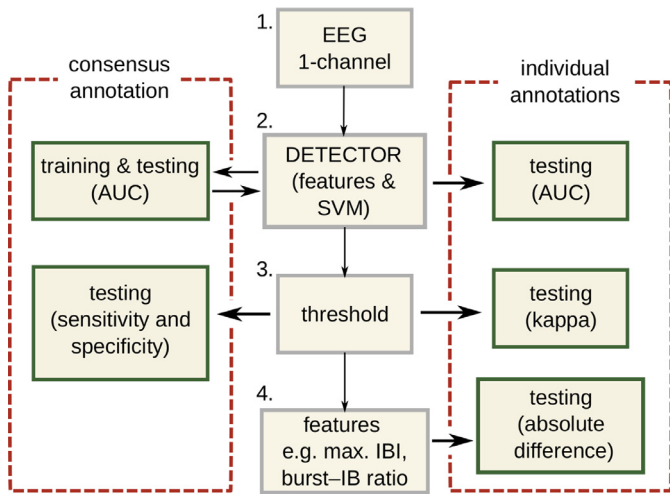 1.
EEG
1-channel
consensus
annotation
individual
annotations
2.
training & testing
(AUC)
DETECTOR
(features &
SVM)
testing
(AUC)
3.
testing
(sensitivity and
specificity)
threshold
testing
(kappa)
4.
features
e.g. max. IBI,
burst–IB ratio
testing
(absolute
difference)